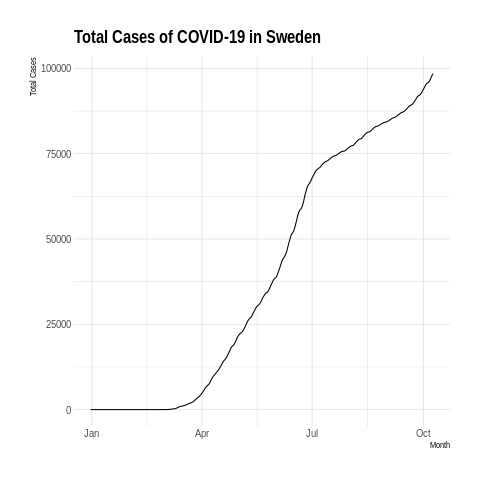 Total Cases of COVID-19 in Sweden
Total Cases
100000
75000
50000
25000
0
Jan Apr Jul Oct
Month